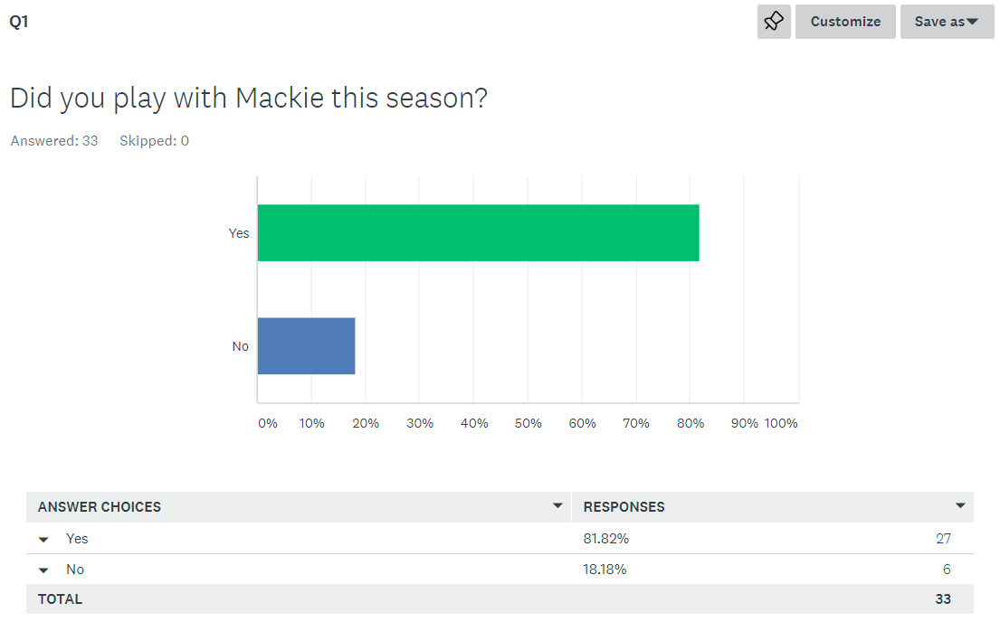 Q1
Customize
Save as
Did you play with Mackie this season?
Answered: 33 Skipped: 0
Yes
No
0% 10% 20% 30% 40% 50% 60% 70% 80% 90% 100%
ANSWER CHOICES RESPONSES
Yes 81.82% 27
No 18.18% 6
TOTAL 33